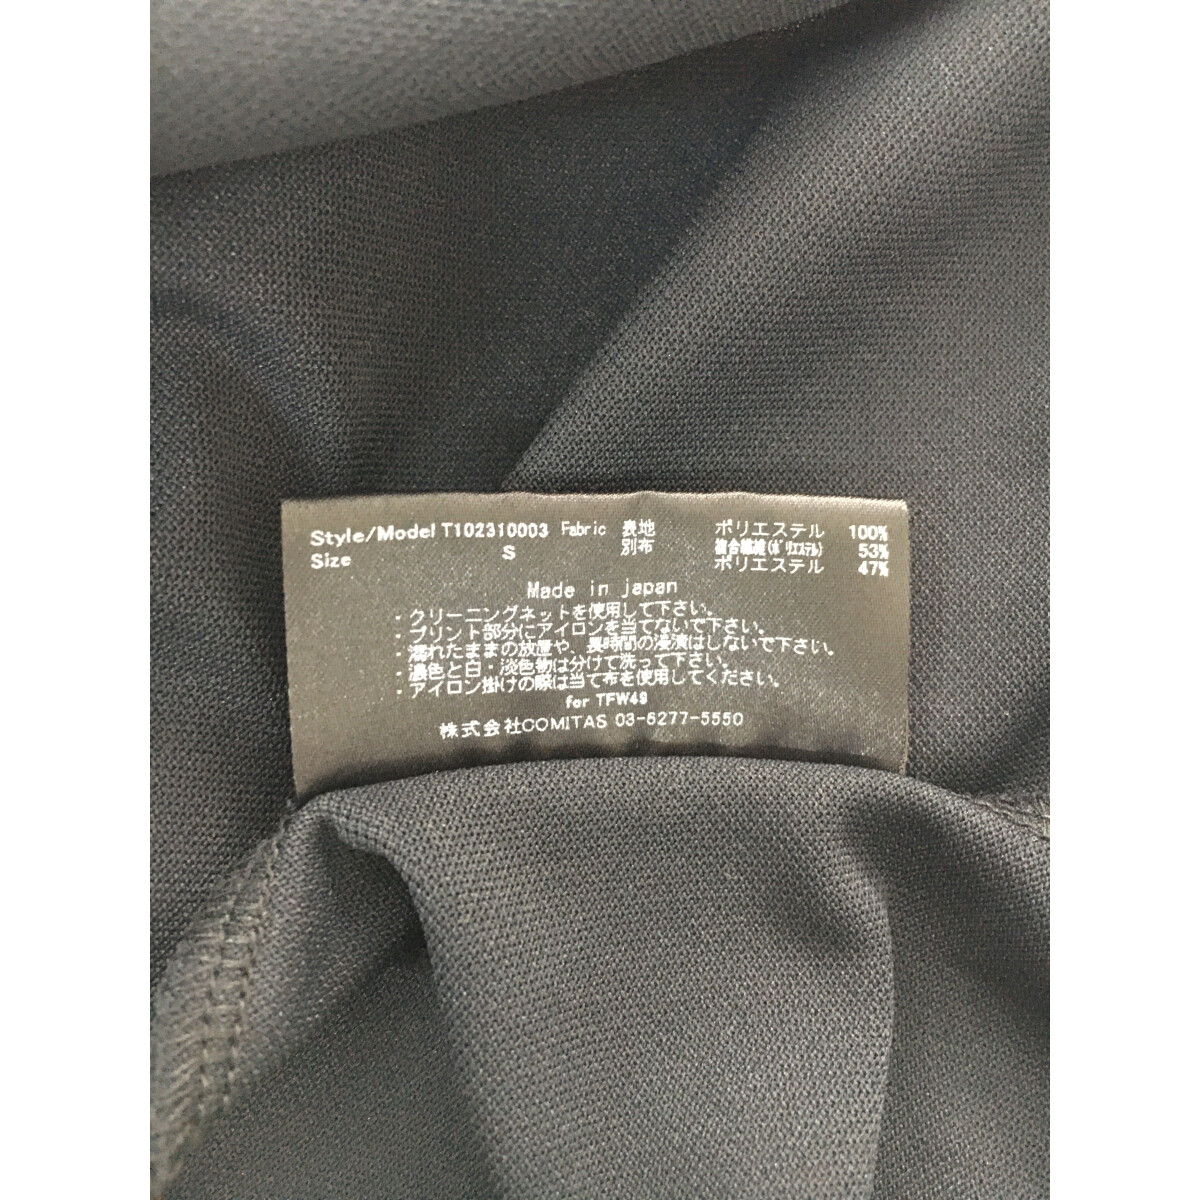 Style/Model T102310003 Fabric 表地 ポリエステル 100%
Size S 別布 複合繊維(ポリエステル) 53%
ポリエステル 47%
Made in japan
・クリーニングネットを使用して下さい。
・プリント部分にアイロンを当てないで下さい。
・濡れたままの放置や、長時間の浸漬はしないで下さい。
・濃色と白・淡色物は分けて洗って下さい。
・アイロン掛けの際は当て布を使用してください。
for TFW49
株式会社COMITAS 03-6277-5550